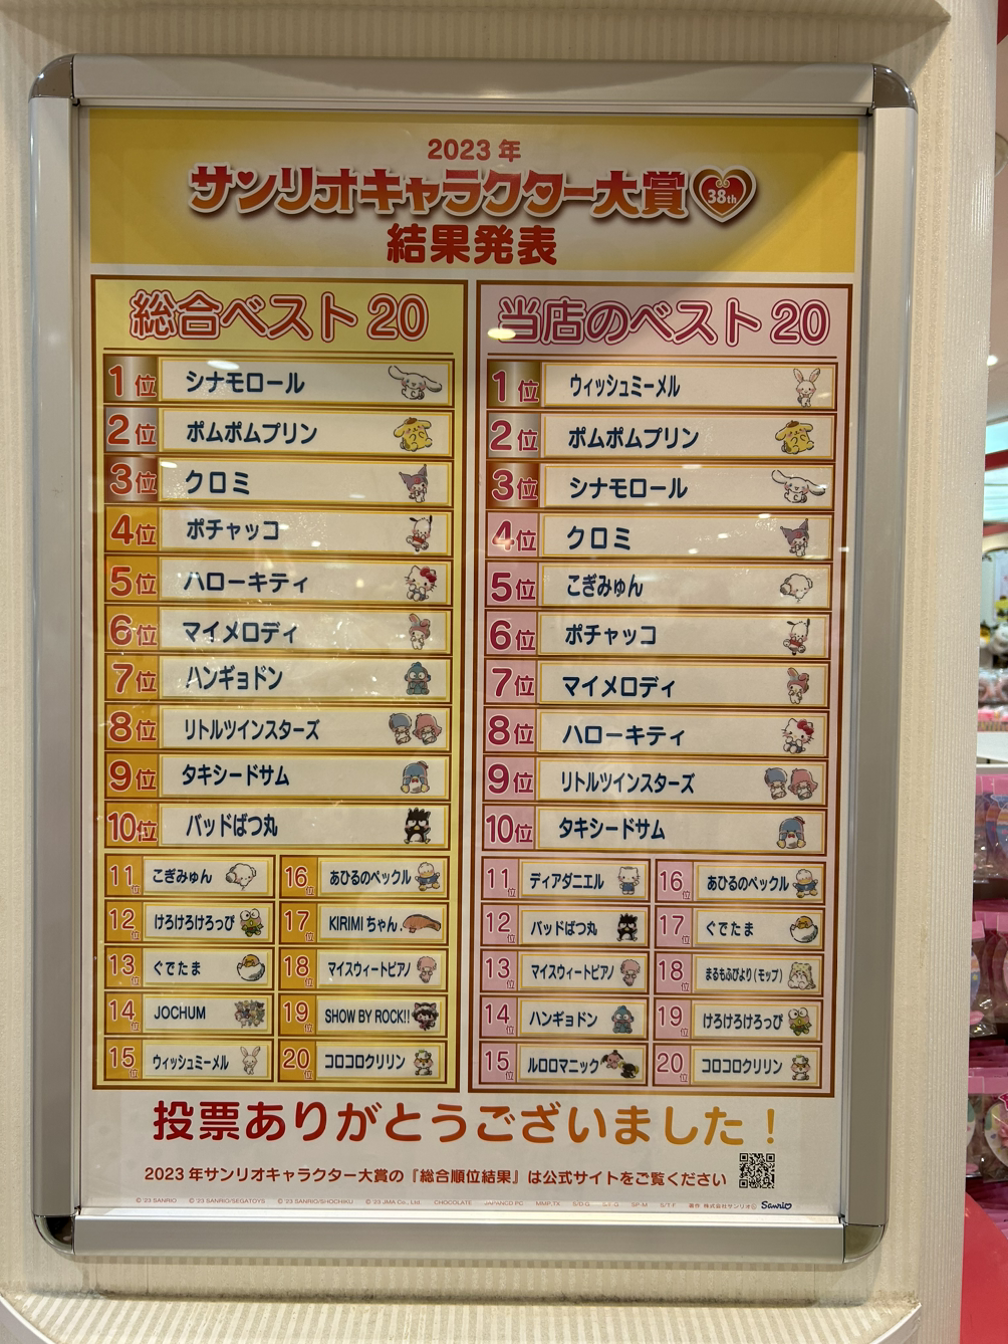 2023年
サンリオキャラクター大賞 38th
結果発表
総合ベスト20
1位 シナモロール
2位 ポムポムプリン
3位 クロミ
4位 ポチャッコ
5位 ハローキティ
6位 マイメロディ
7位 ハンギョドン
8位 リトルツインスターズ
9位 タキシードサム
10位 バッドばつ丸
11位 こぎみゅん
12位 けろけろけろっぴ
13位 ぐでたま
14位 JOCHUM
15位 ウィッシュミーメル
16位 あひるのペックル
17位 KIRIMIちゃん.
18位 マイスウィートピアノ
19位 SHOW BY ROCK!!
20位 コロコロクリリン
当店のベスト20
1位 ウィッシュミーメル
2位 ポムポムプリン
3位 シナモロール
4位 クロミ
5位 こぎみゅん
6位 ポチャッコ
7位 マイメロディ
8位 ハローキティ
9位 リトルツインスターズ
10位 タキシードサム
11位 ディアダニエル
12位 バッドばつ丸
13位 マイスウィートピアノ
14位 ハンギョドン
15位 ルロロマニック
16位 あひるのペックル
17位 ぐでたま
18位 まるもふびより(モップ)
19位 けろけろけろっぴ
20位 コロコロクリリン
投票ありがとうございました!
2023年サンリオキャラクター大賞の『総合順位結果』は公式サイトをご覧ください
© '23 SANRIO © '23 SANRIO/SEGATOYS © '23 SANRIO/SHOCHIKU © '23 JMA Co., Ltd. CHOCOLATE 著作 株式会社サンリオ Sanrio